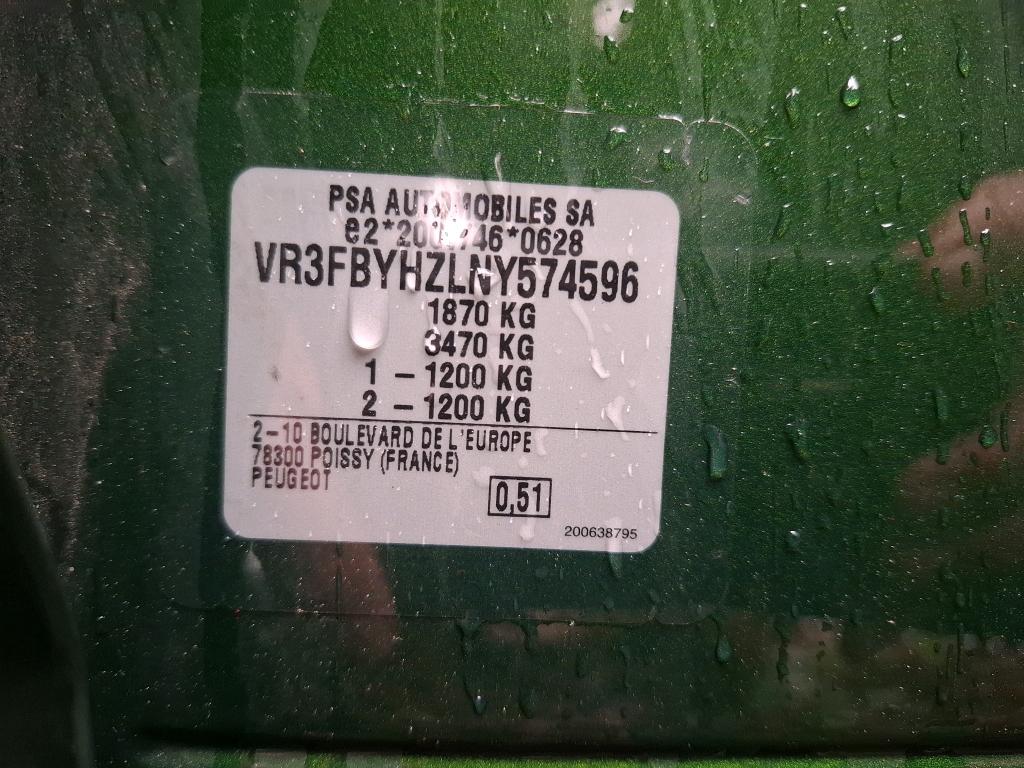 PSA AUTOMOBILES SA
VR3FBYHZLNY574596
1870 KG
3470 KG
1 – 1200 KG
2 – 1200 KG
2–10 BOULEVARD DE L'EUROPE
78300 POISSY (FRANCE)
PEUGEOT
0,51
200638795